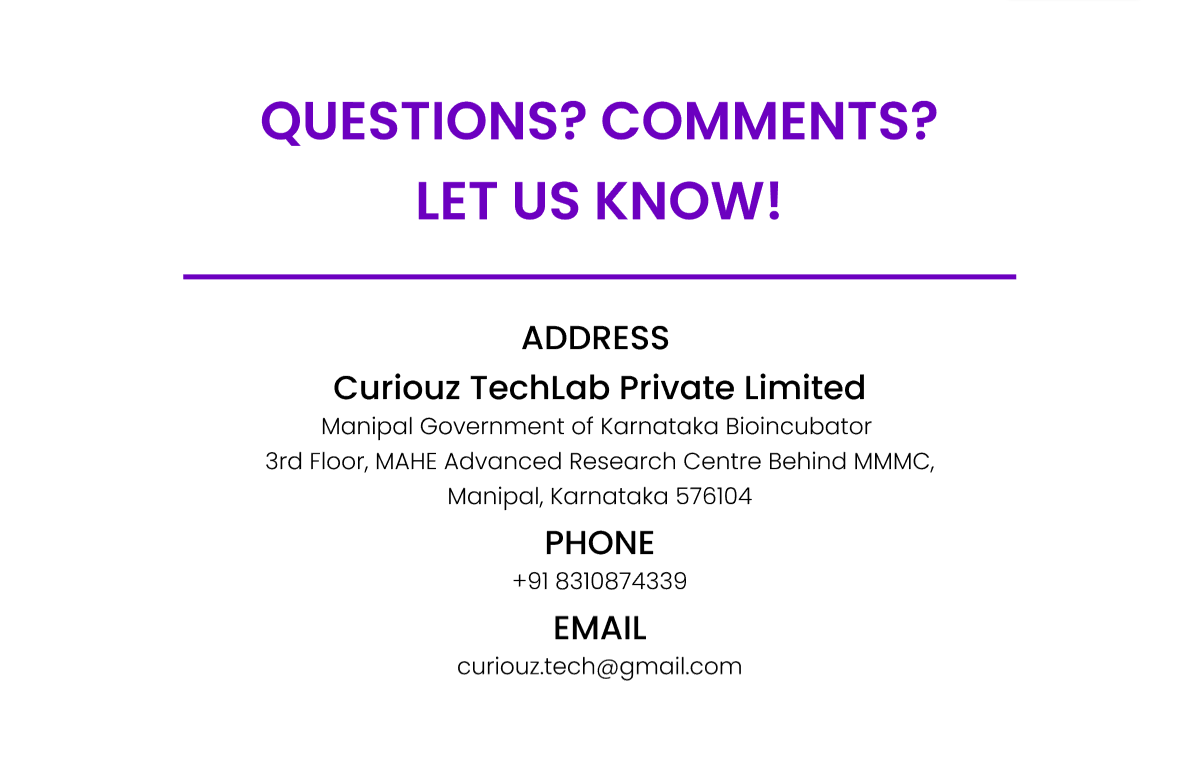 QUESTIONS? COMMENTS?
LET US KNOW!
ADDRESS
Curiouz TechLab Private Limited
Manipal Government of Karnataka Bioincubator
3rd Floor, MAHE Advanced Research Centre Behind MMMC,
Manipal, Karnataka 576104
PHONE
+91 8310874339
EMAIL
curiouz.tech@gmail.com